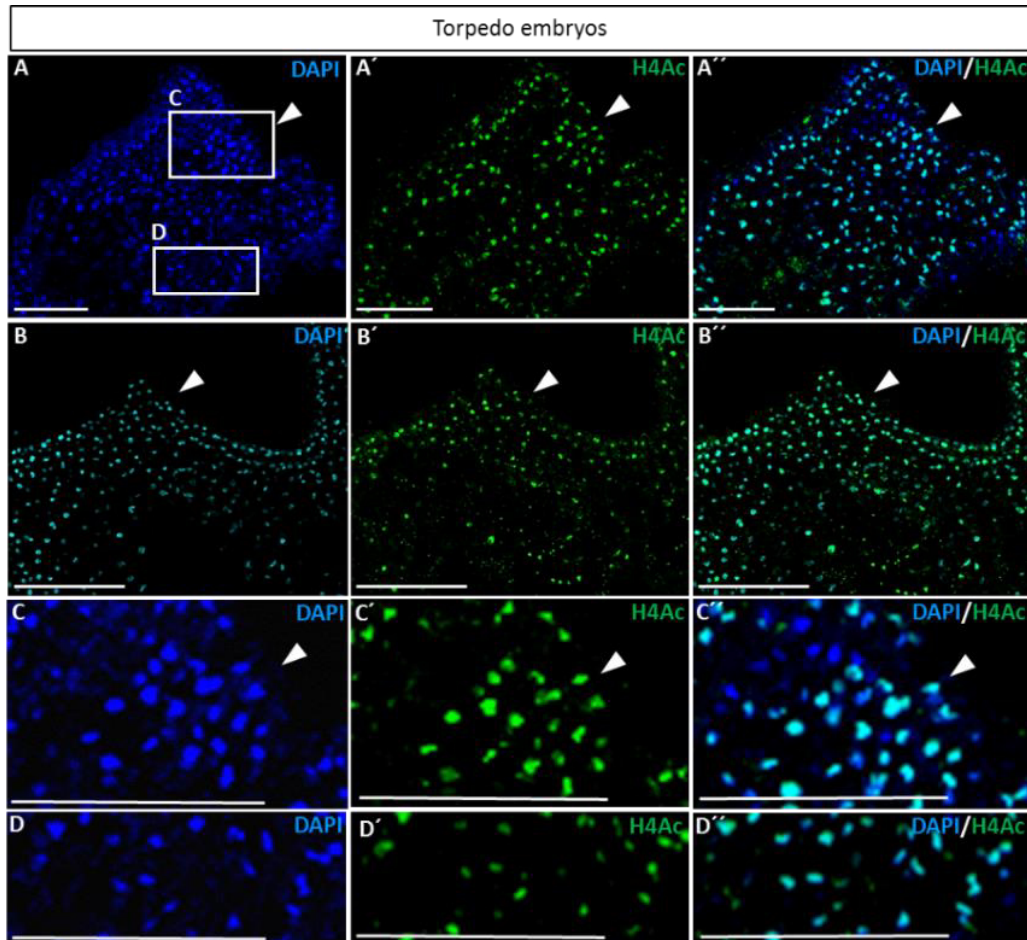 Torpedo embryos
A DAPI
A´ H4Ac
A´´ DAPI/H4Ac
C
D
B DAPI
B´ H4Ac
B´´ DAPI/H4Ac
C DAPI
C´ H4Ac
C´´ DAPI/H4Ac
D DAPI
D´ H4Ac
D´´ DAPI/H4Ac